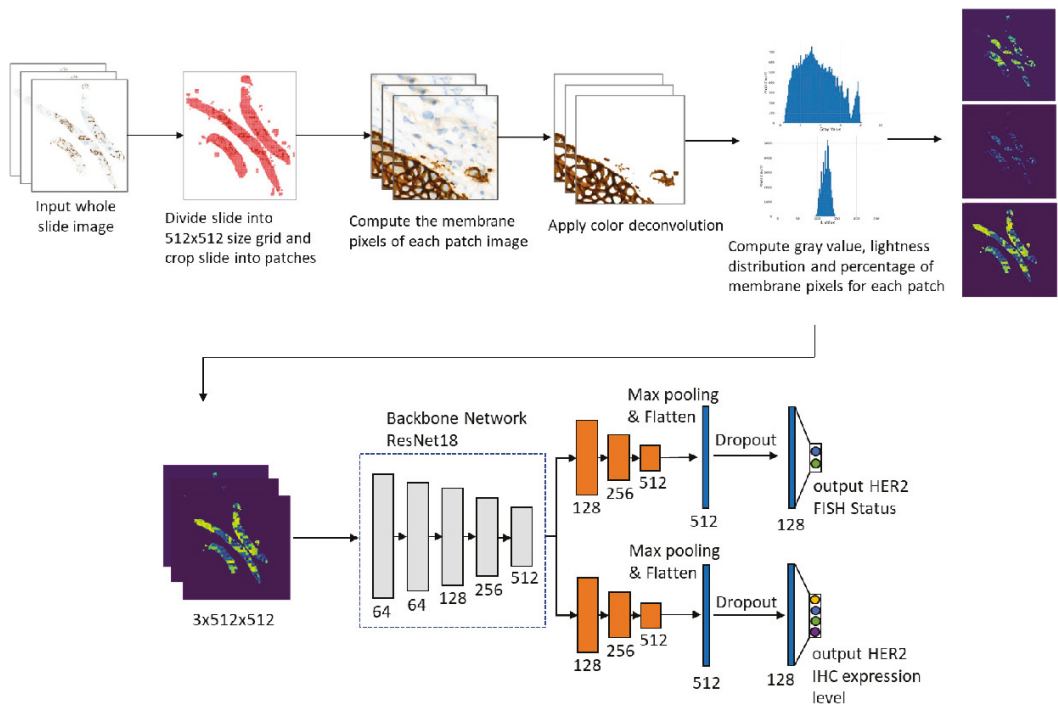 Input whole
slide image
Divide slide into
512x512 size grid and
crop slide into patches
Compute the membrane
pixels of each patch image
Apply color deconvolution
Gray Value
Compute gray value, lightness
distribution and percentage of
membrane pixels for each patch
3x512x512
Backbone Network
ResNet18
64
64
128
256
512
128
256
512
Max pooling
& Flatten
512
Dropout
128
output HER2
FISH Status
128
256
512
Max pooling
& Flatten
512
Dropout
128
output HER2
IHC expression
level